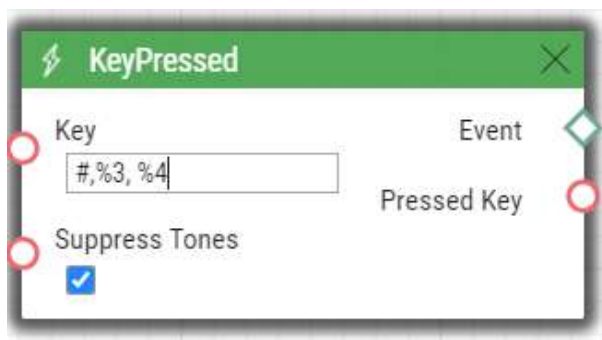 KeyPressed
Key
Event
#,%3, %4
Pressed Key
Suppress Tones